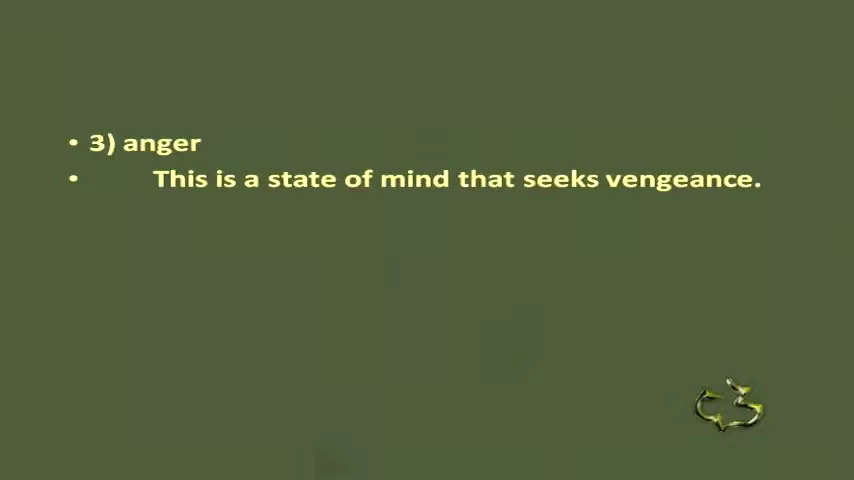 • 3) anger
• This is a state of mind that seeks vengeance.